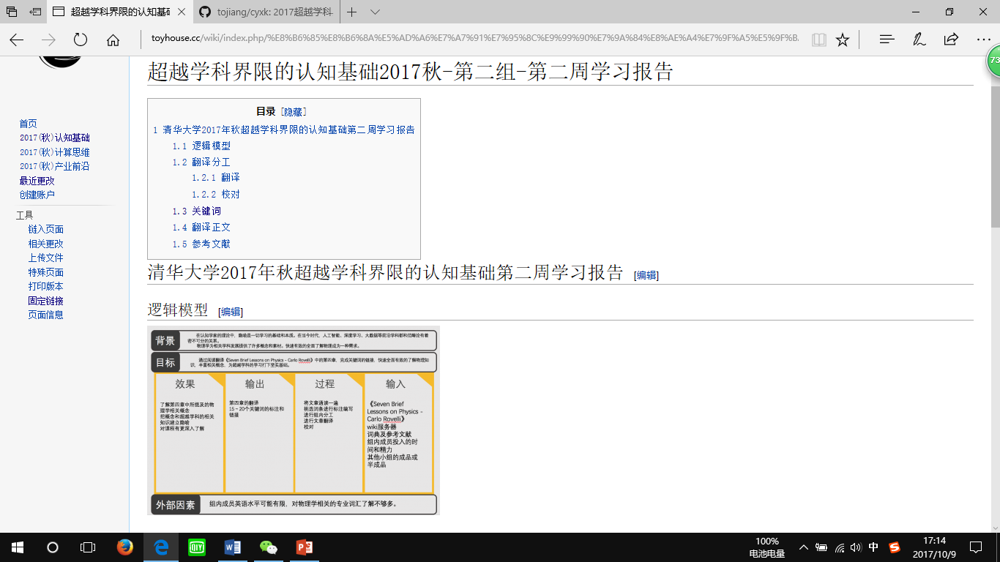 超越学科界限的认知基础
tojiang/cyxk: 2017超越学科
toyhouse.cc/wiki/index.php/%E8%B6%85%E8%B6%8A%E5%AD%A6%E7%A7%91%E7%95%8C%E9%99%90%E7%9A%84%E8%AE%A4%E7%9F%A5%E5%9F%B
73
超越学科界限的认知基础2017秋-第二组-第二周学习报告
首页
2017(秋)认知基础
2017(秋)计算思维
2017(秋)产业前沿
最近更改
创建账户
工具
链入页面
相关更改
上传文件
特殊页面
打印版本
固定链接
页面信息
目录 [隐藏]
1 清华大学2017年秋超越学科界限的认知基础第二周学习报告
1.1 逻辑模型
1.2 翻译分工
1.2.1 翻译
1.2.2 校对
1.3 关键词
1.4 翻译正文
1.5 参考文献
清华大学2017年秋超越学科界限的认知基础第二周学习报告 [编辑]
逻辑模型 [编辑]
背景
在认知学家的理论中，隐喻是一切学习的基础和本质。在当今时代，人工智能、深度学习、大数据等前沿学科都和范畴论有着
密不可分的关系。
物理学为相关学科发展提供了许多概念和素材。快速有效的全面了解物理成为一种需求。
目标
通过阅读翻译《Seven Brief Lessons on Physics - Carlo Rovelli》中的第四章，完成关键词的链接，快速全面有效的了解物理知
识，丰富相关概念，为超越学科的学习打下坚实基础。
效果
了解第四章中所提及的物
理学相关概念
把概念和超越学科的相关
知识建立隐喻
对课程有更深入了解
输出
第四章的翻译
15－20个关键词的标注和
链接
过程
将文章通读一遍
挑选词条进行标注编写
进行组内分工
进行文章翻译
校对
输入
《Seven Brief
Lessons on Physics -
Carlo Rovelli》
wiki服务器
词典及参考文献
组内成员投入的时
间和精力
其他小组的成品或
半成品
外部因素
组内成员英语水平可能有限，对物理学相关的专业词汇了解不够多。
QIY
100%
电池电量
中
17:14
2017/10/9